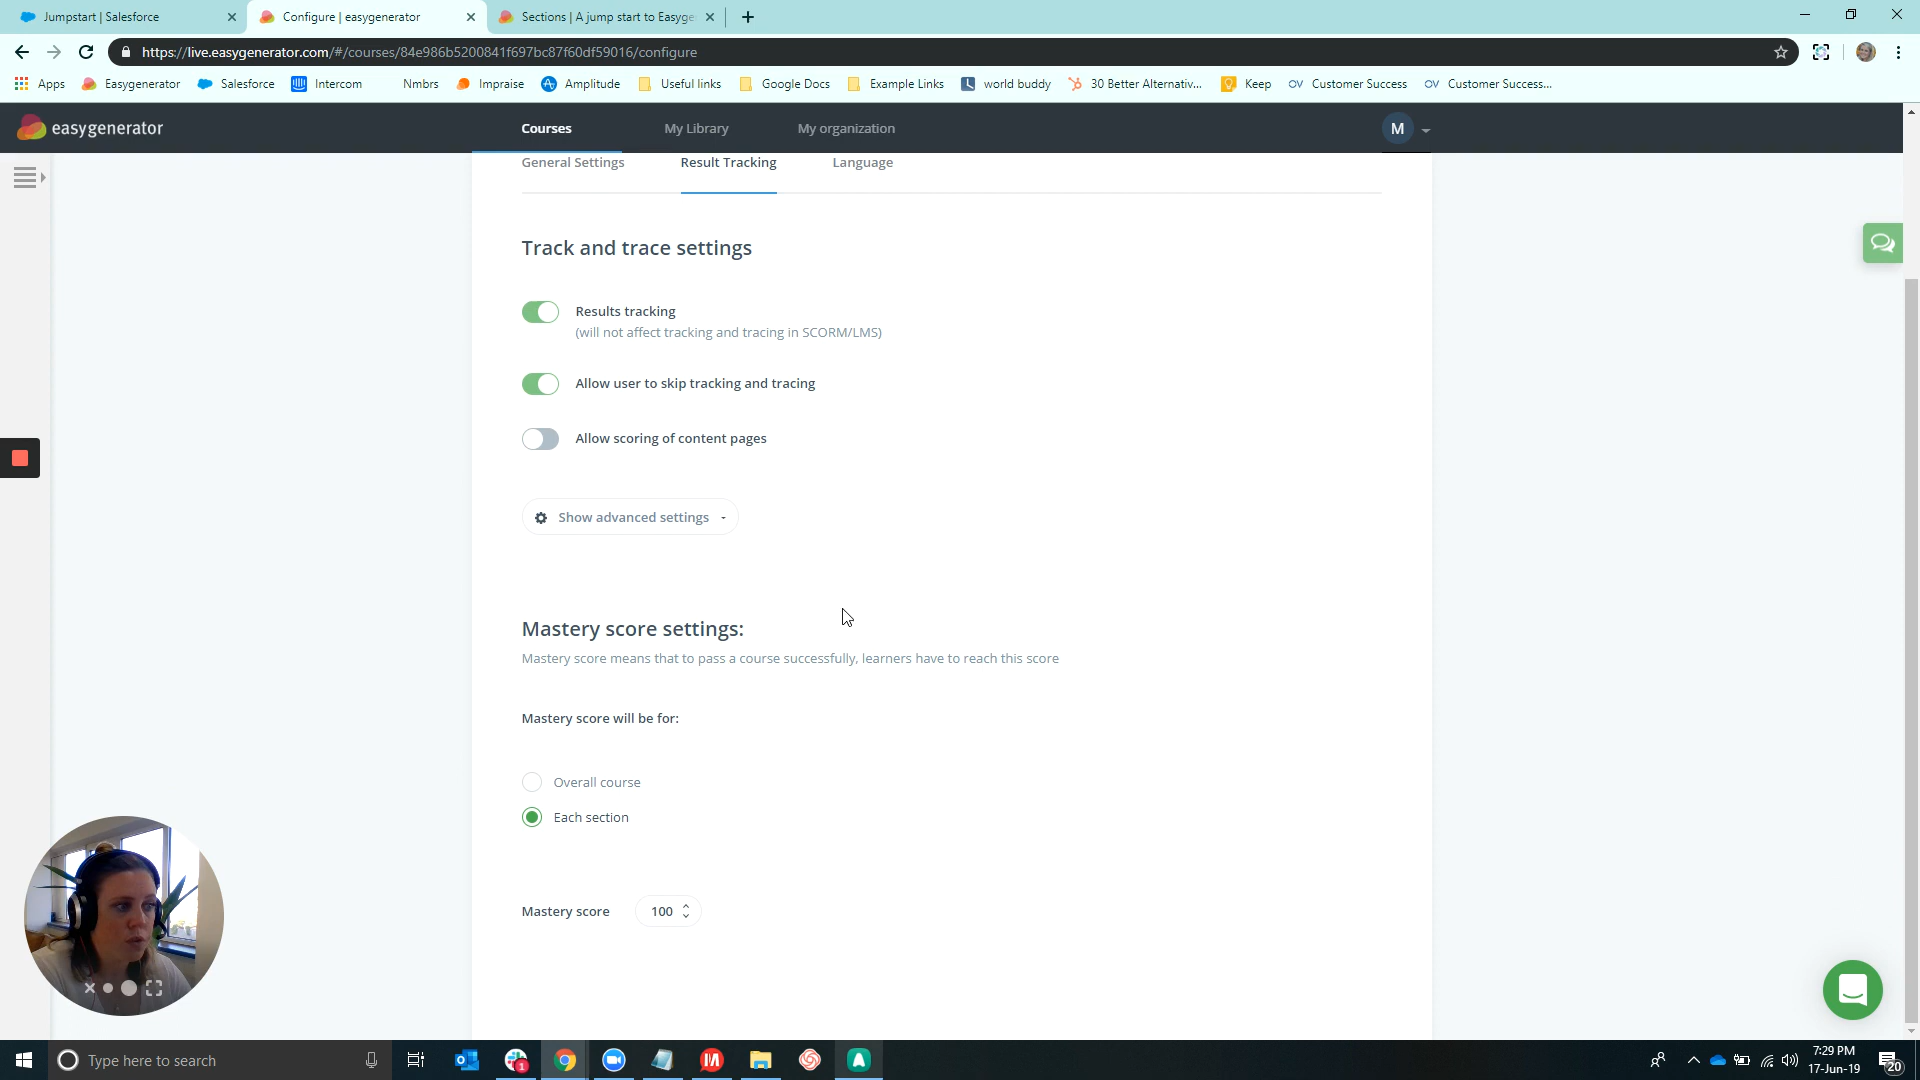 Jumpstart | Salesforce
Configure | easygenerator
Sections | A jump start to Easyge
https://live.easygenerator.com/#/courses/84e986b5200841f697bc87f60df59016/configure
Apps Easygenerator Salesforce Intercom Nmbrs Impraise Amplitude Useful links Google Docs Example Links world buddy 30 Better Alternativ... Keep Customer Success Customer Success...
easygenerator Courses My Library My organization M
General Settings Result Tracking Language
Track and trace settings
Results tracking
(will not affect tracking and tracing in SCORM/LMS)
Allow user to skip tracking and tracing
Allow scoring of content pages
Show advanced settings
Mastery score settings:
Mastery score means that to pass a course successfully, learners have to reach this score
Mastery score will be for:
Overall course
Each section
Mastery score 100
Type here to search
1
7:29 PM
17-Jun-19
20